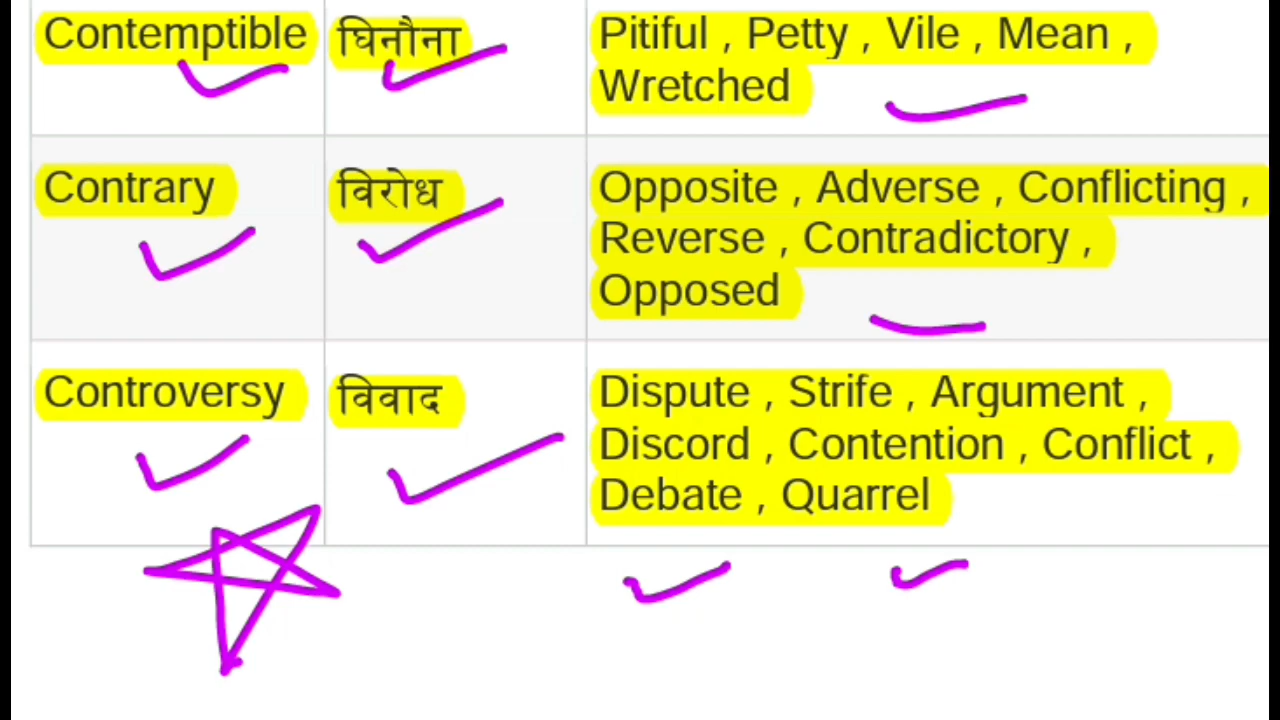 Contemptible घिनौना Pitiful , Petty , Vile , Mean ,
Wretched
Contrary विरोध Opposite , Adverse , Conflicting ,
Reverse , Contradictory ,
Opposed
Controversy विवाद Dispute , Strife , Argument ,
Discord , Contention , Conflict ,
Debate , Quarrel